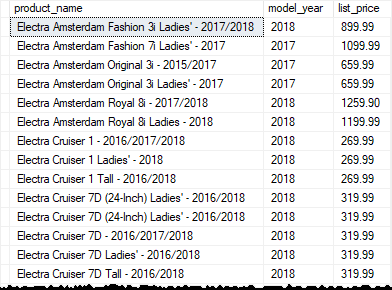 product_name model_year list_price
Electra Amsterdam Fashion 3i Ladies' - 2017/2018 2018 899.99
Electra Amsterdam Fashion 7i Ladies' - 2017 2017 1099.99
Electra Amsterdam Original 3i - 2015/2017 2017 659.99
Electra Amsterdam Original 3i Ladies' - 2017 2017 659.99
Electra Amsterdam Royal 8i - 2017/2018 2018 1259.90
Electra Amsterdam Royal 8i Ladies - 2018 2018 1199.99
Electra Cruiser 1 - 2016/2017/2018 2018 269.99
Electra Cruiser 1 Ladies' - 2018 2018 269.99
Electra Cruiser 1 Tall - 2016/2018 2018 269.99
Electra Cruiser 7D (24-Inch) Ladies' - 2016/2018 2018 319.99
Electra Cruiser 7D (24-Inch) Ladies' - 2016/2018 2018 319.99
Electra Cruiser 7D - 2016/2017/2018 2018 319.99
Electra Cruiser 7D Ladies' - 2016/2018 2018 319.99
Electra Cruiser 7D Tall - 2016/2018 2018 319.99